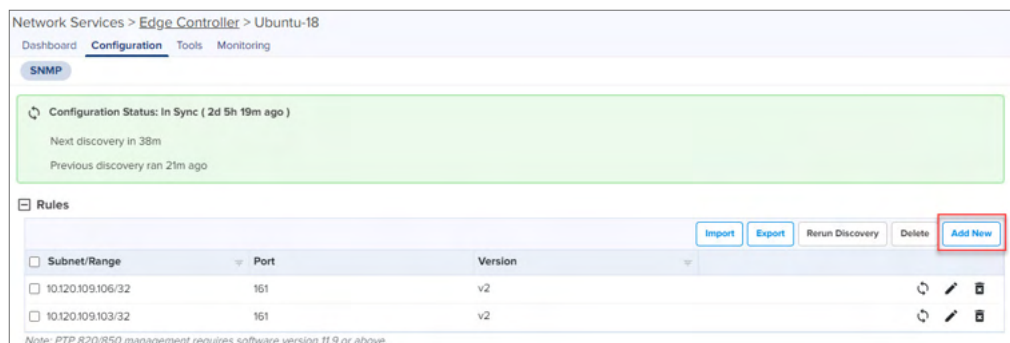 Network Services > Edge Controller > Ubuntu-18
Dashboard Configuration Tools Monitoring
SNMP
Configuration Status: In Sync ( 2d 5h 19m ago )
Next discovery in 38m
Previous discovery ran 21m ago
Rules
Import Export Rerun Discovery Delete Add New
Subnet/Range Port Version
10.120.109.106/32 161 v2
10.120.109.103/32 161 v2
Note: PTP 820/850 management requires software version 11.9 or above.